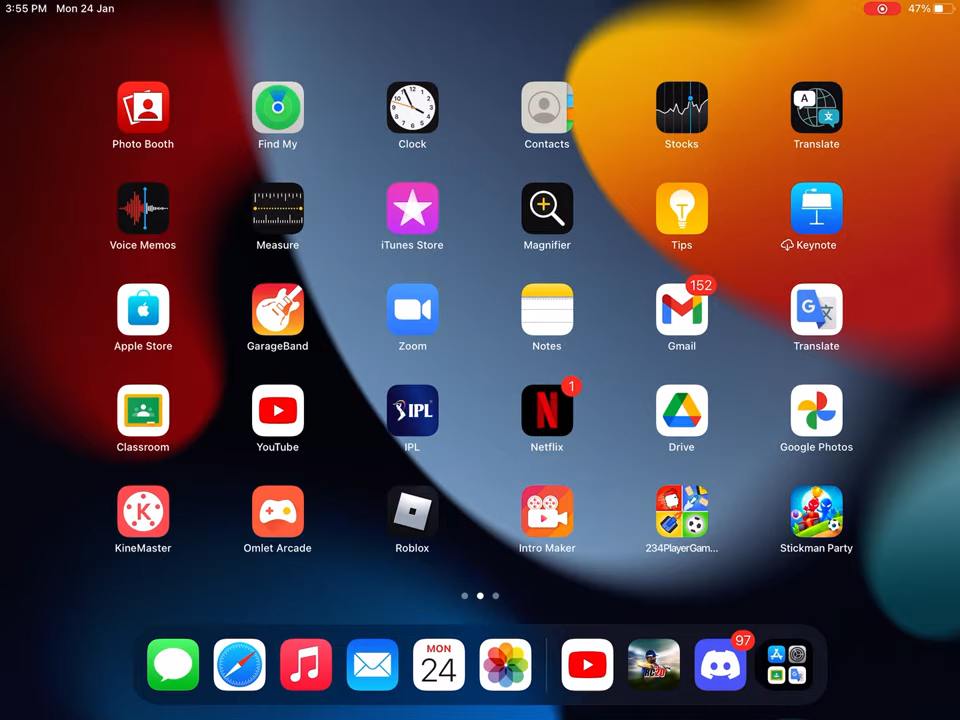 3:55 PM Mon 24 Jan 47%
Photo Booth Find My Clock Contacts Stocks Translate
Voice Memos Measure iTunes Store Magnifier Tips Keynote
152
Apple Store GarageBand Zoom Notes Gmail Translate
1
IPL
Classroom YouTube IPL Netflix Drive Google Photos
KineMaster Omlet Arcade Roblox Intro Maker 234PlayerGam... Stickman Party
97
MON
24
RC20